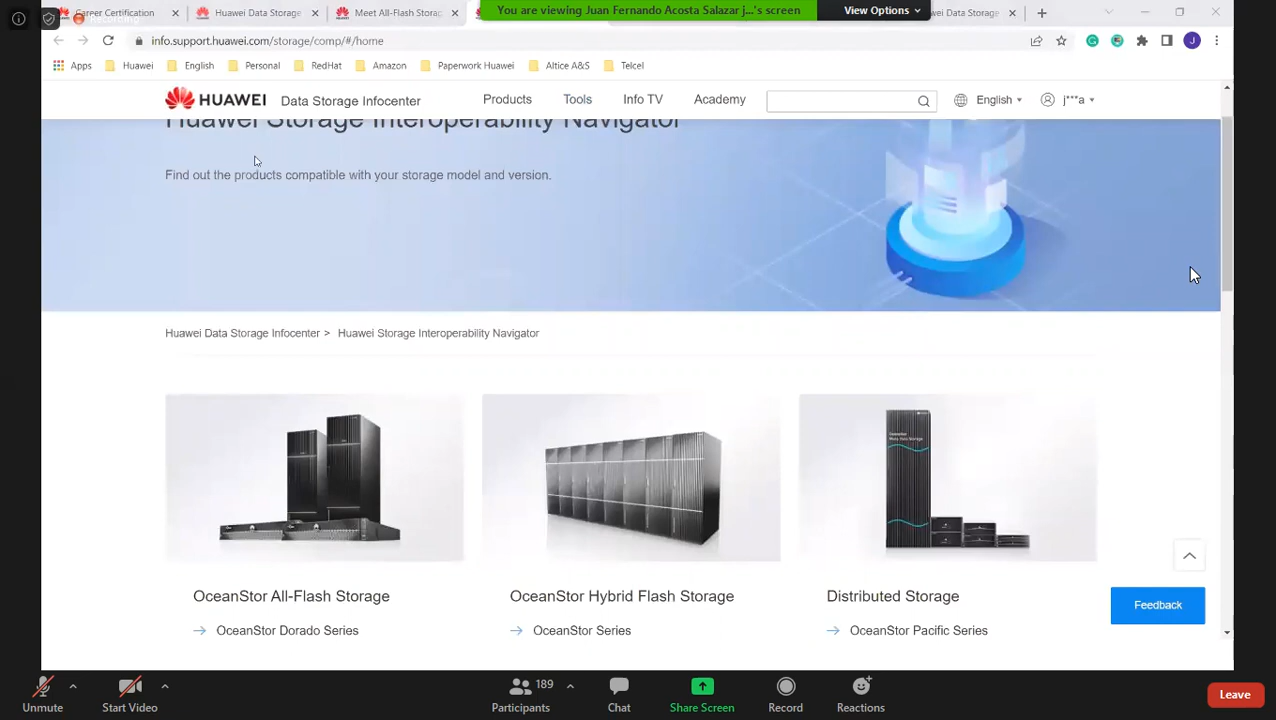 Career Certification
Huawei Data Storage
Meet All-Flash Storag
You are viewing Juan Fernando Acosta Salazar j...'s screen
View Options
wei Data Storage
Recording
info.support.huawei.com/storage/comp/#/home
J
Apps
Huawei
English
Personal
RedHat
Amazon
Paperwork Huawei
Altice A&S
Telcel
HUAWEI
Data Storage Infocenter
Products
Tools
Info TV
Academy
English
j***a
Huawei Storage Interoperability Navigator
Find out the products compatible with your storage model and version.
Huawei Data Storage Infocenter > Huawei Storage Interoperability Navigator
OceanStor All-Flash Storage
OceanStor Hybrid Flash Storage
Distributed Storage
Feedback
OceanStor Dorado Series
OceanStor Series
OceanStor Pacific Series
189
Unmute
Start Video
Participants
Chat
Share Screen
Record
Reactions
Leave